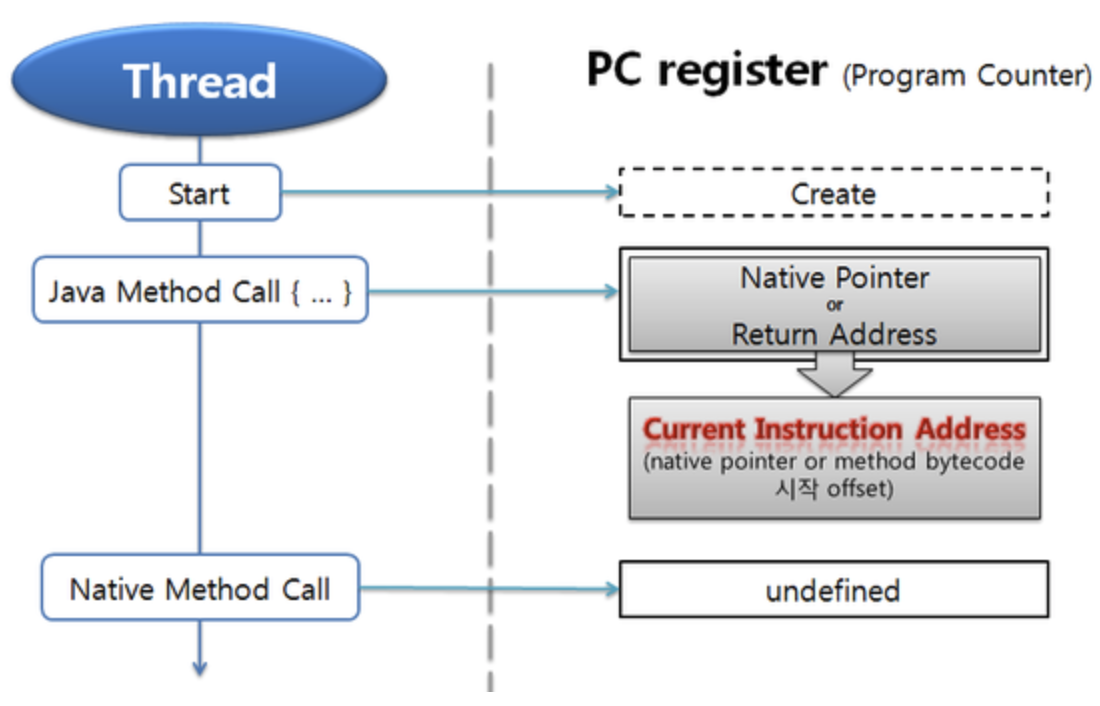 Thread
PC register (Program Counter)
Start
Create
Java Method Call { ... }
Native Pointer
or
Return Address
Current Instruction Address
(native pointer or method bytecode
시작 offset)
Native Method Call
undefined